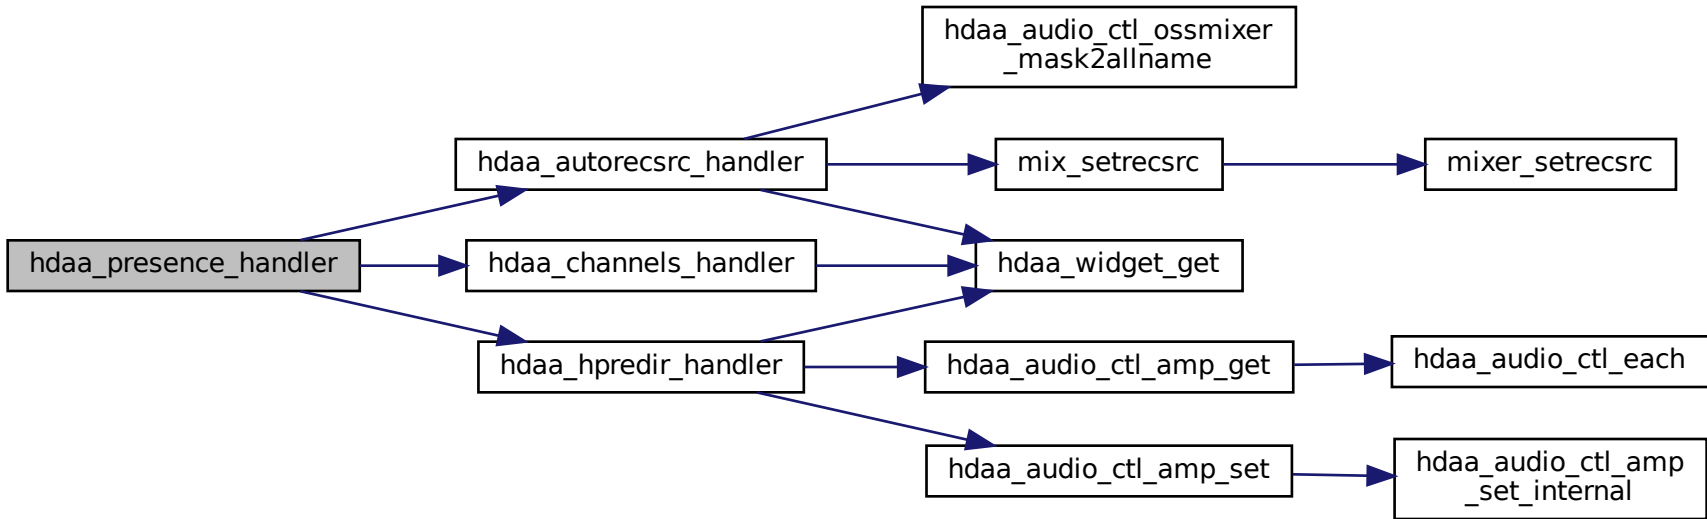 hdaa_audio_ctl_ossmixer
_mask2allname
hdaa_autorecsrc_handler
mix_setrecsrc
mixer_setrecsrc
hdaa_presence_handler
hdaa_channels_handler
hdaa_widget_get
hdaa_hpredir_handler
hdaa_audio_ctl_amp_get
hdaa_audio_ctl_each
hdaa_audio_ctl_amp_set
hdaa_audio_ctl_amp
_set_internal